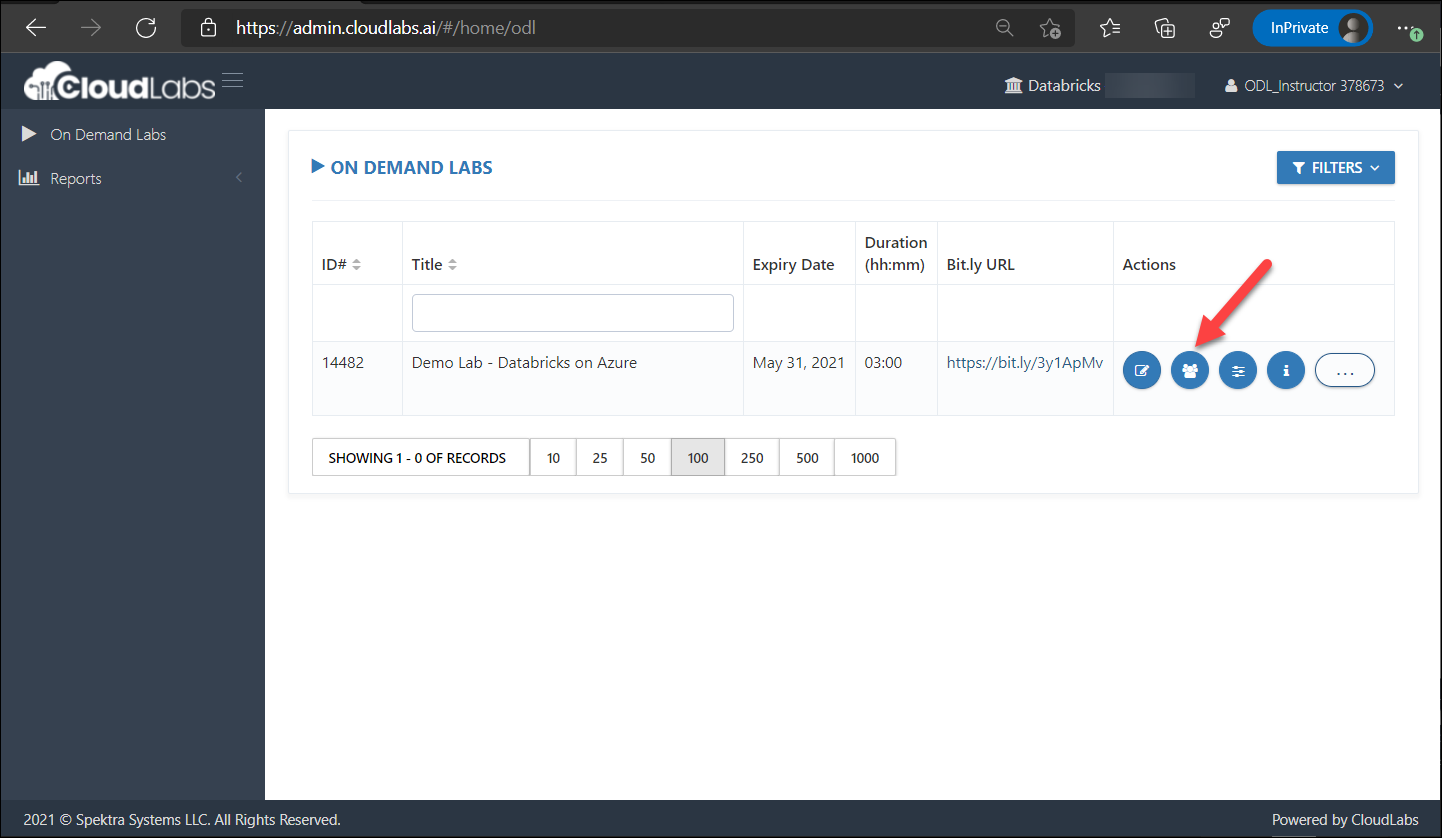 https://admin.cloudlabs.ai/#/home/odl
InPrivate
CloudLabs
Databricks
ODL_Instructor 378673
On Demand Labs
Reports
ON DEMAND LABS
FILTERS
ID#
Title
Expiry Date
Duration
(hh:mm)
Bit.ly URL
Actions
14482
Demo Lab - Databricks on Azure
May 31, 2021
03:00
https://bit.ly/3y1ApMv
...
SHOWING 1 - 0 OF RECORDS
10
25
50
100
250
500
1000
2021 © Spektra Systems LLC. All Rights Reserved.
Powered by CloudLabs